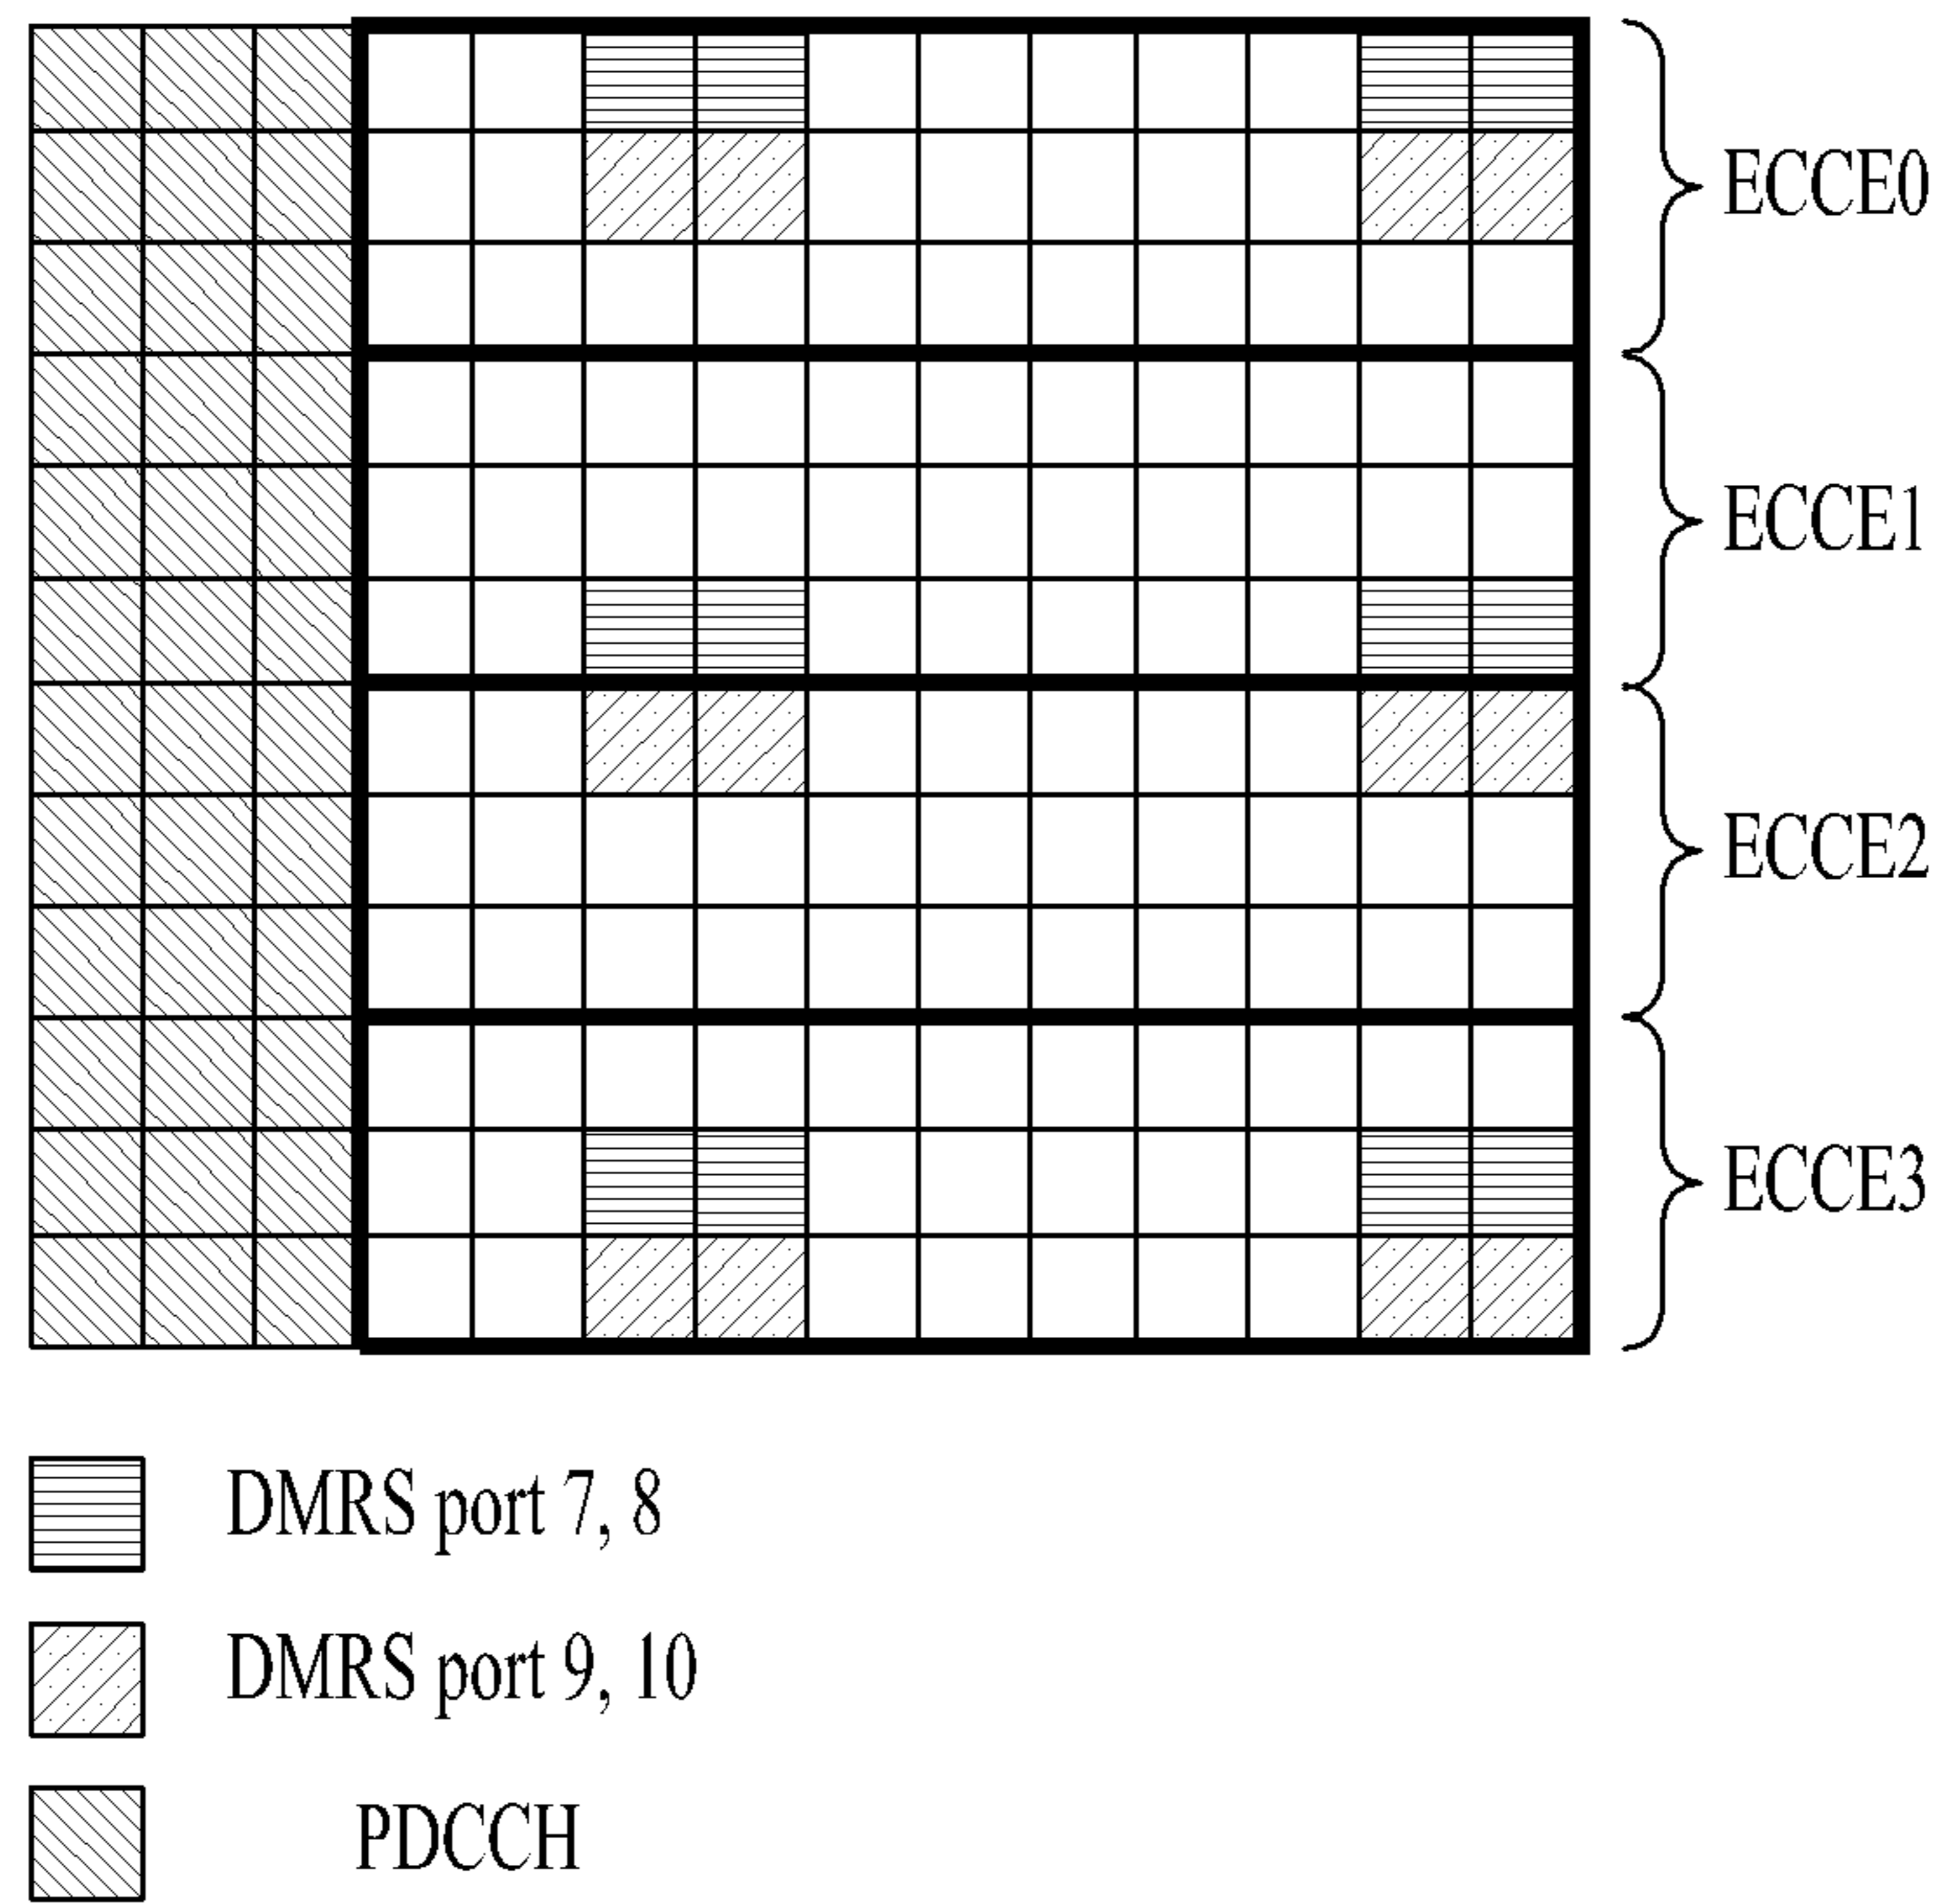 ECCE0
ECCE1
ECCE2
ECCE3
DMRS port 7, 8
DMRS port 9, 10
PDCCH